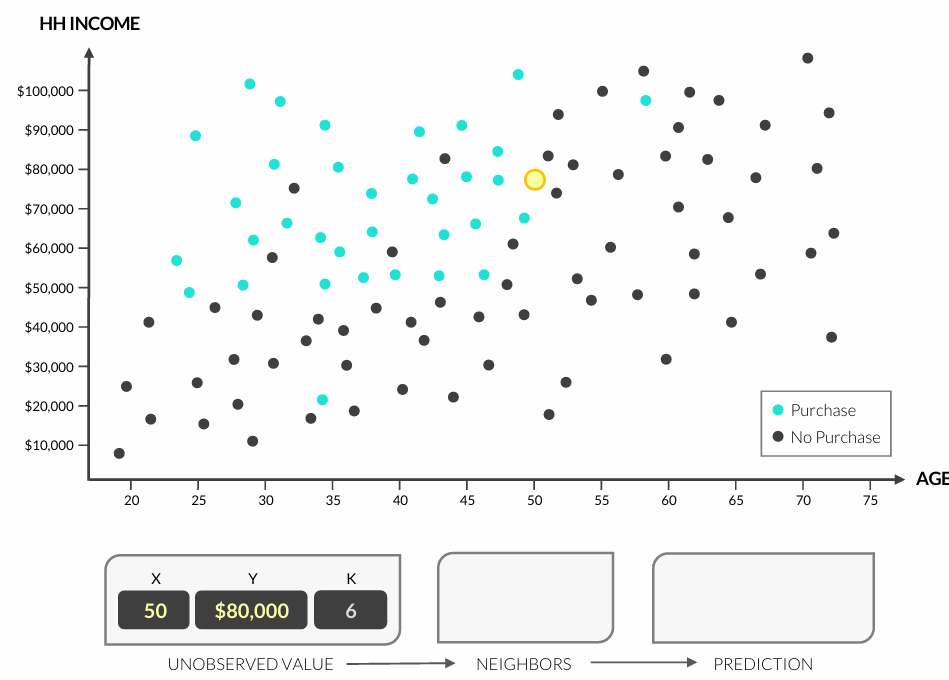 HH INCOME
$100,000
$90,000
$80,000
$70,000
$60,000
$50,000
$40,000
$30,000
$20,000
$10,000
Purchase
No Purchase
AGE
20 25 30 35 40 45 50 55 60 65 70 75
X Y K
50 $80,000 6
UNOBSERVED VALUE NEIGHBORS PREDICTION